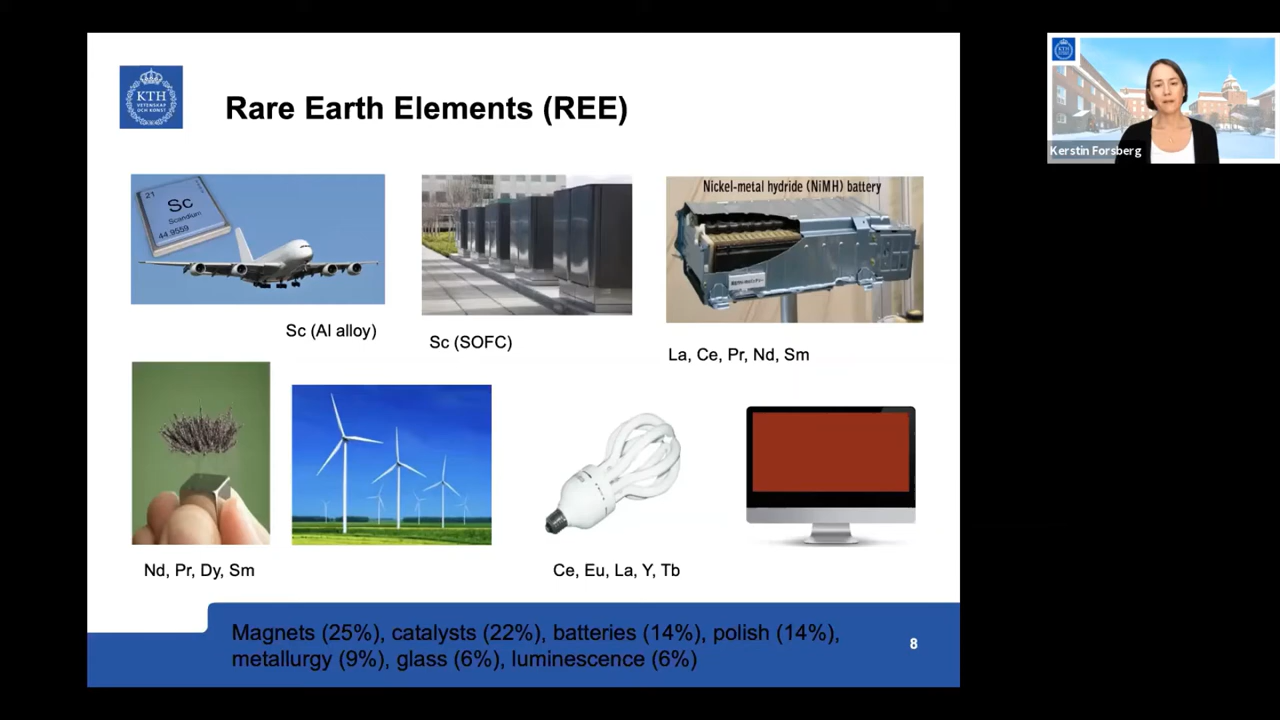 KTH
VETENSKAP
OCH KONST
Rare Earth Elements (REE)
21
Sc
Scandium
44.9559
Sc (Al alloy)
Sc (SOFC)
Nickel-metal hydride (NiMH) battery
La, Ce, Pr, Nd, Sm
Nd, Pr, Dy, Sm
Ce, Eu, La, Y, Tb
Magnets (25%), catalysts (22%), batteries (14%), polish (14%),
metallurgy (9%), glass (6%), luminescence (6%)
8
Kerstin Forsberg